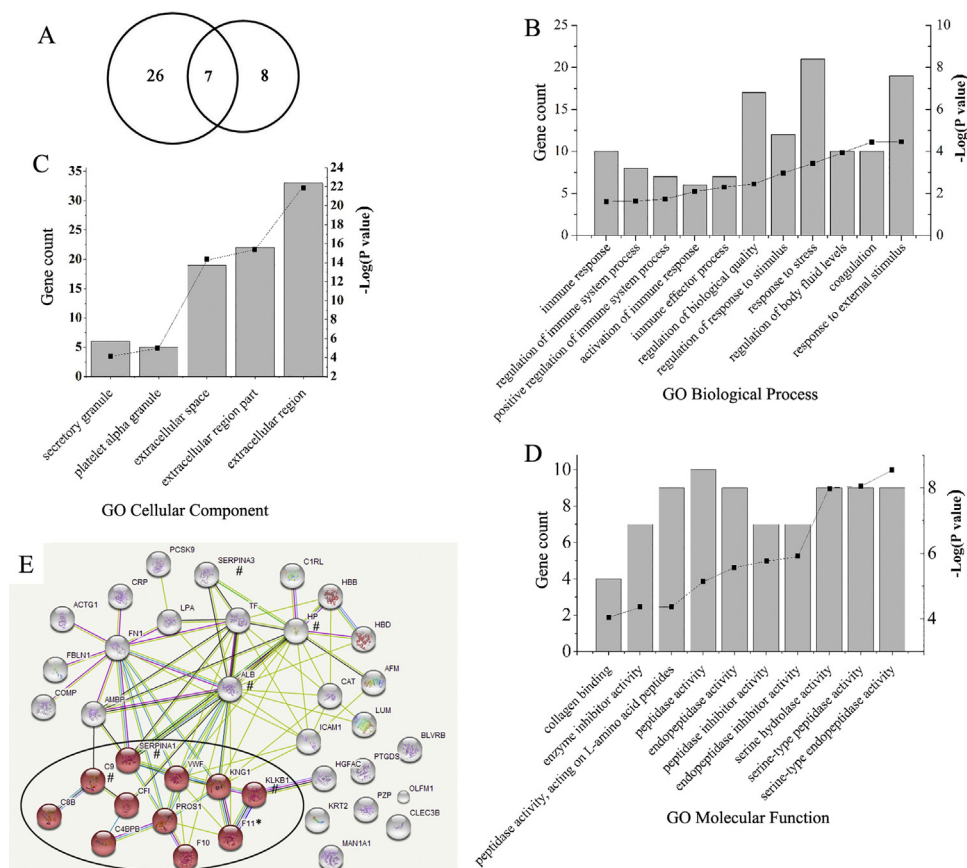 A
26
7
8
B
25
20
15
10
5
0
Gene count
10
8
6
4
2
0
-Log(P value)
immune response
regulation of immune system process
positive regulation of immune system process
activation of immune response
immune effector process
regulation of biological quality
regulation of response to stimulus
response to stress
regulation of body fluid levels
coagulation
response to external stimulus
GO Biological Process
C
35
30
25
20
15
10
5
0
Gene count
24
22
20
18
16
14
12
10
8
6
4
2
-Log(P value)
secretory granule
platelet alpha granule
extracellular space
extracellular region part
extracellular region
GO Cellular Component
D
10
8
6
4
2
0
Gene count
8
6
4
-Log(P value)
collagen binding
enzyme inhibitor activity
peptidase activity, acting on L-amino acid peptides
peptidase activity
endopeptidase activity
peptidase inhibitor activity
endopeptidase inhibitor activity
serine hydrolase activity
serine-type peptidase activity
serine-type endopeptidase activity
GO Molecular Function
E
PCSK9
SERPINA3
#
C1RL
CRP
HBB
ACTG1
LPA
TF
HP
#
HBD
FN1
FBLN1
ALB
#
AFM
CAT
COMP
AMBP
LUM
ICAM1
BLVRB
SERPINA1
#
VWF
KNG1
PTGDS
C9
#
KLKB1
#
HGFAC
CFI
OLFM1
C8B
PROS1
F11*
KRT2
PZP
CLEC3B
C4BPB
F10
MAN1A1